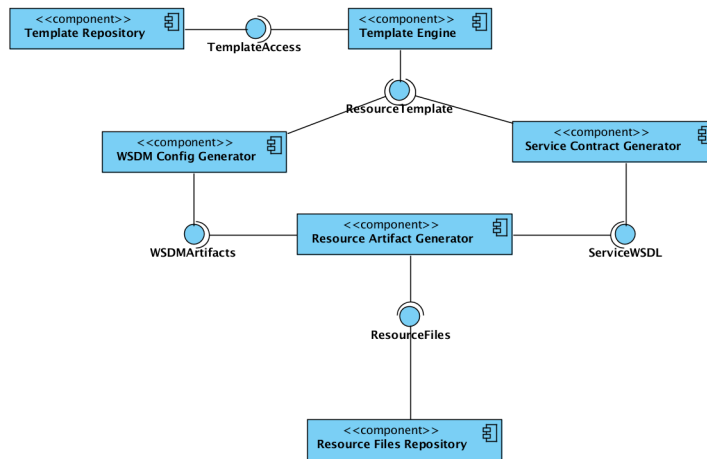 <<component>>
Template Repository
TemplateAccess
<<component>>
Template Engine
ResourceTemplate
<<component>>
WSDM Config Generator
<<component>>
Service Contract Generator
WSDMArtifacts
<<component>>
Resource Artifact Generator
ServiceWSDL
ResourceFiles
<<component>>
Resource Files Repository